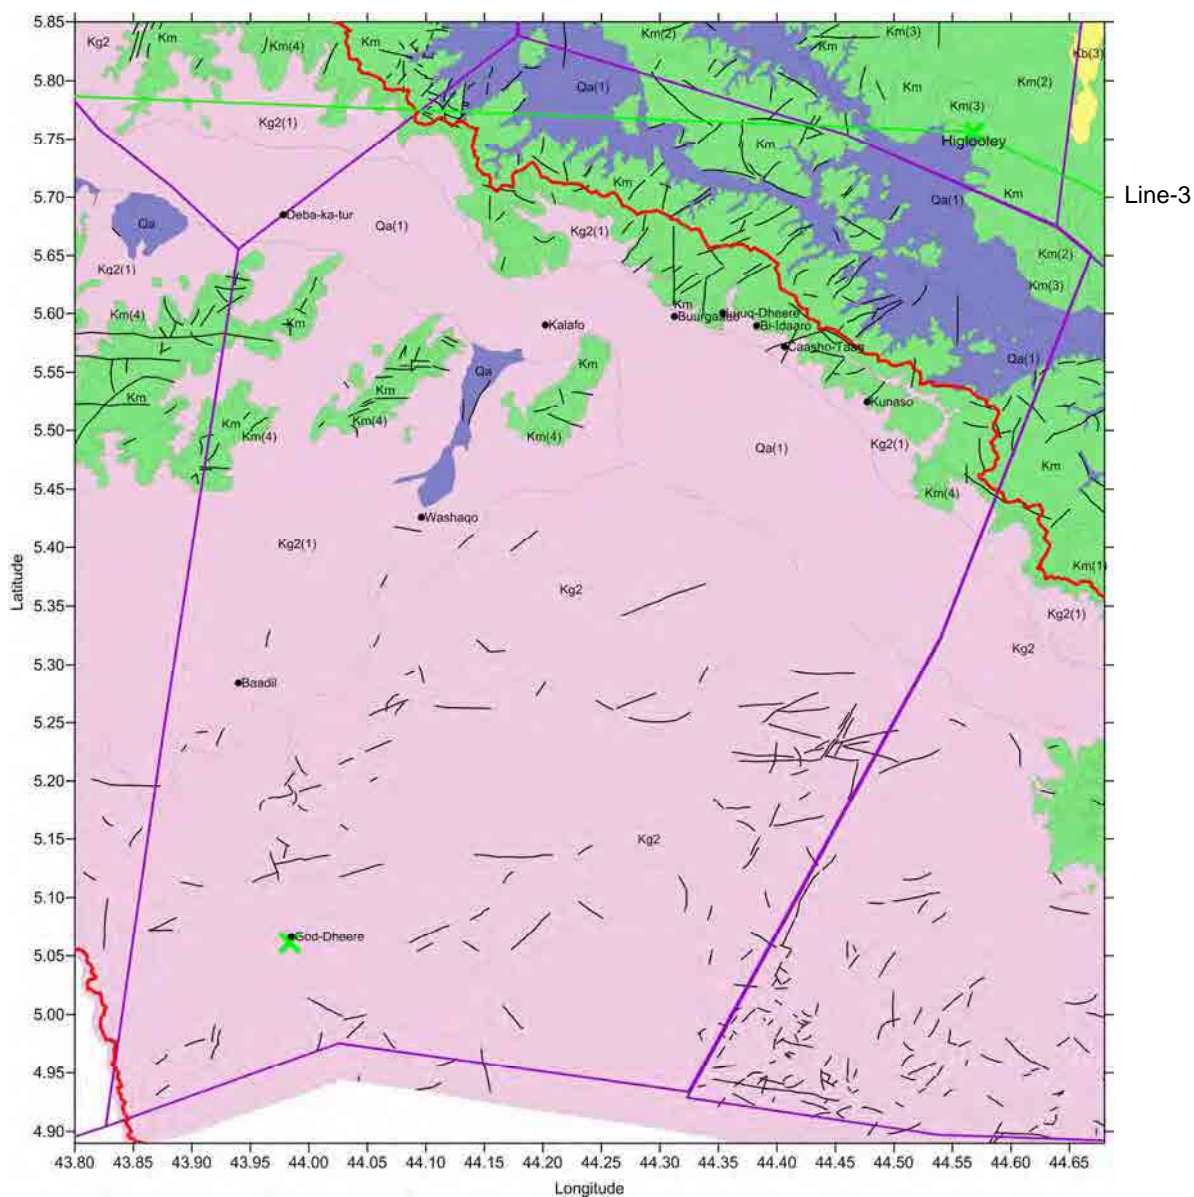 5.85
Kg2
Km
Km(4)
Km
Km(2)
Km(3)
Km
Kb(3)
5.80
Qa(1)
Km
Km(2)
Km(3)
Kg2(1)
5.75
Km
Higlooley
5.70
Km
Qa(1)
Km
Line-3
Qa
Deba-ka-tur
Qa(1)
Kg2(1)
5.65
Km(2)
Kg2(1)
Km(3)
5.60
Km(4)
Km
Kalafo
Km
Bi-Idaaro
Caasho-Taag
5.55
Km
Qa
Km
Qa(1)
Km
Km
Km(4)
Km(4)
Km(4)
Kunaso
5.50
Qa(1)
Kg2(1)
Km
5.45
Km(4)
Washaqo
5.40
Kg2(1)
Km(1)
Kg2
5.35
Kg2(1)
Kg2
5.30
Baadil
5.25
5.20
5.15
Kg2
5.10
God-Dheere
5.05
5.00
4.95
4.90
Latitude
43.80 43.85 43.90 43.95 44.00 44.05 44.10 44.15 44.20 44.25 44.30 44.35 44.40 44.45 44.50 44.55 44.60 44.65
Longitude